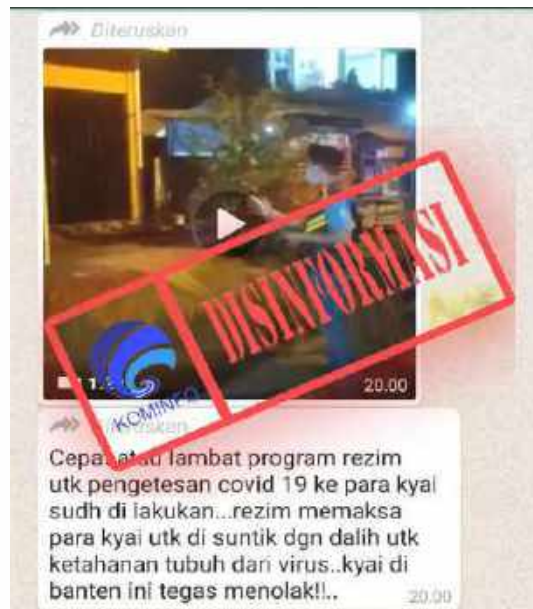 Diteruskan
DISINFORMASI
KOMINFO
20.00
Cepat atau lambat program rezim
utk pengetesan covid 19 ke para kyai
sudh di lakukan...rezim memaksa
para kyai utk di suntik dgn dalih utk
ketahanan tubuh dari virus..kyai di
banten ini tegas menolak!!..
20.00